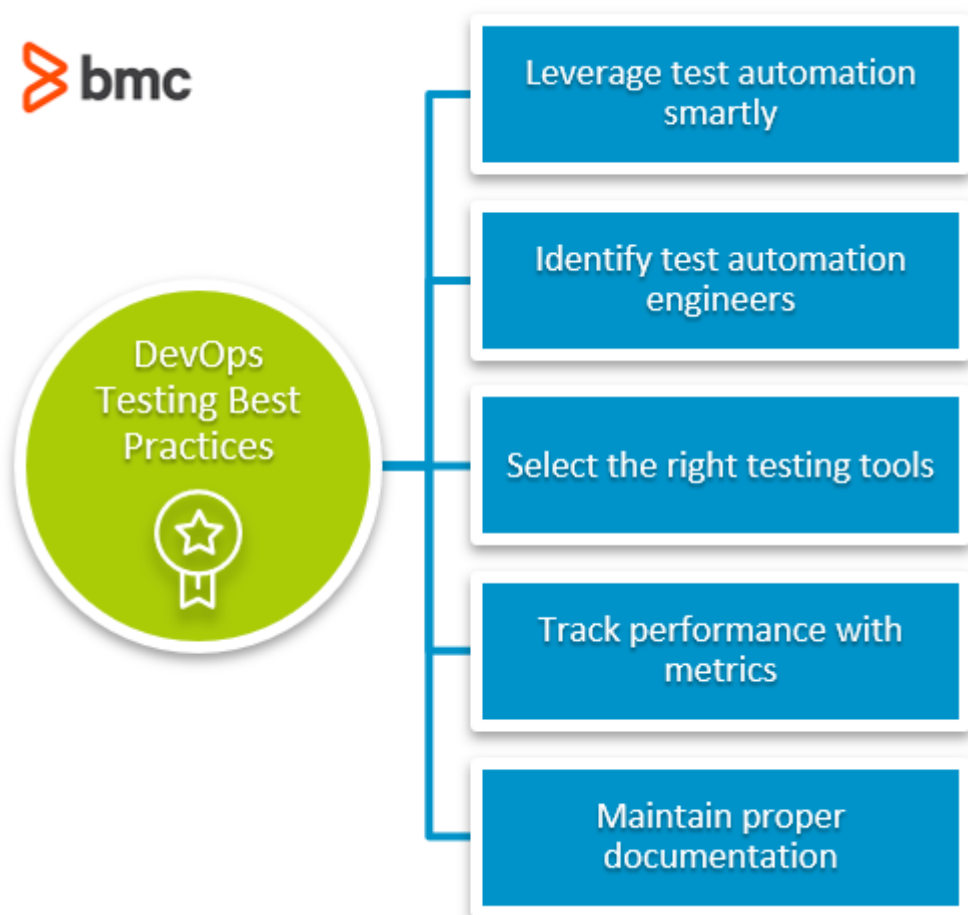 bmc
DevOps
Testing Best
Practices
Leverage test automation
smartly
Identify test automation
engineers
Select the right testing tools
Track performance with
metrics
Maintain proper
documentation